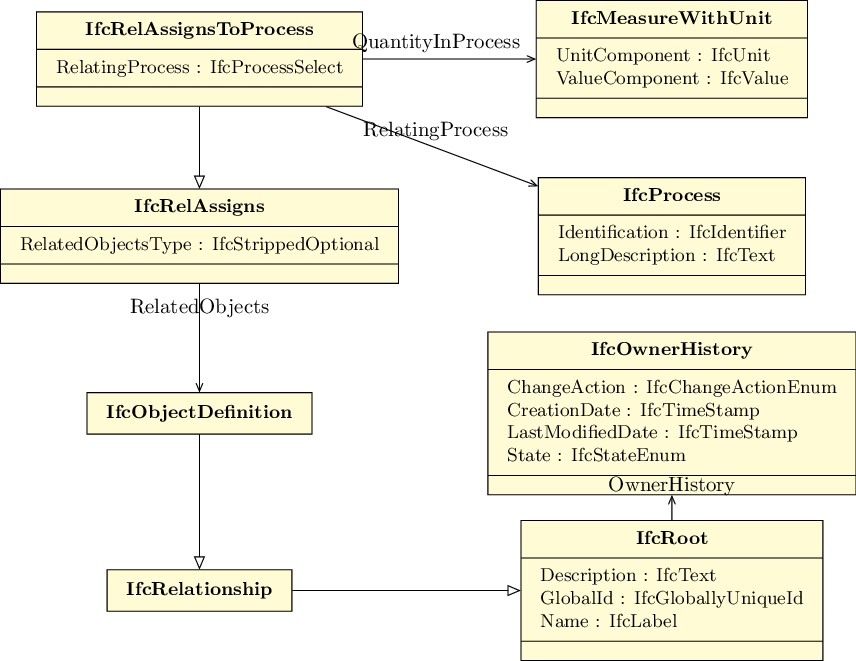 IfcRelAssignsToProcess
RelatingProcess : IfcProcessSelect
QuantityInProcess
IfcMeasureWithUnit
UnitComponent : IfcUnit
ValueComponent : IfcValue
RelatingProcess
IfcProcess
Identification : IfcIdentifier
LongDescription : IfcText
IfcRelAssigns
RelatedObjectsType : IfcStrippedOptional
RelatedObjects
IfcObjectDefinition
IfcOwnerHistory
ChangeAction : IfcChangeActionEnum
CreationDate : IfcTimeStamp
LastModifiedDate : IfcTimeStamp
State : IfcStateEnum
OwnerHistory
IfcRelationship
IfcRoot
Description : IfcText
GlobalId : IfcGloballyUniqueId
Name : IfcLabel